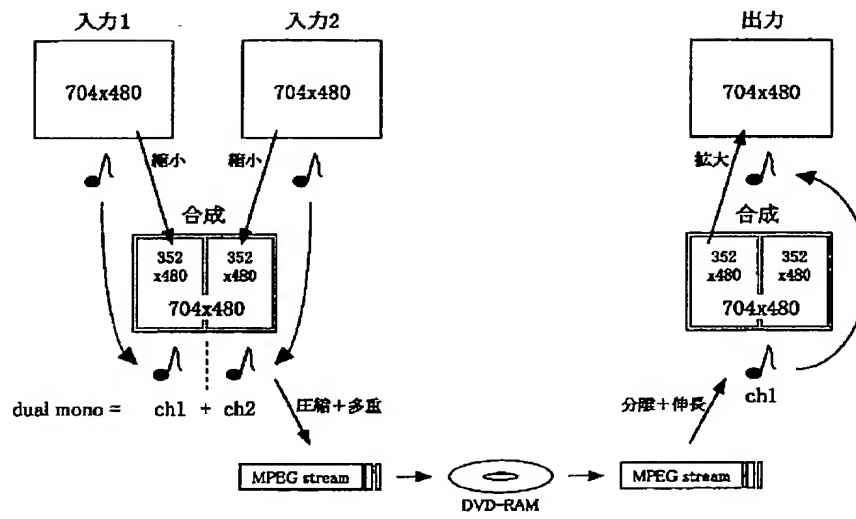 入力1
入力2
出力
704x480
704x480
704x480
縮小
縮小
拡大
合成
合成
352
x480
352
x480
704x480
352
x480
352
x480
704x480
dual mono = ch1 + ch2
圧縮+多重
分離+伸長
ch1
MPEG stream
DVD-RAM
MPEG stream